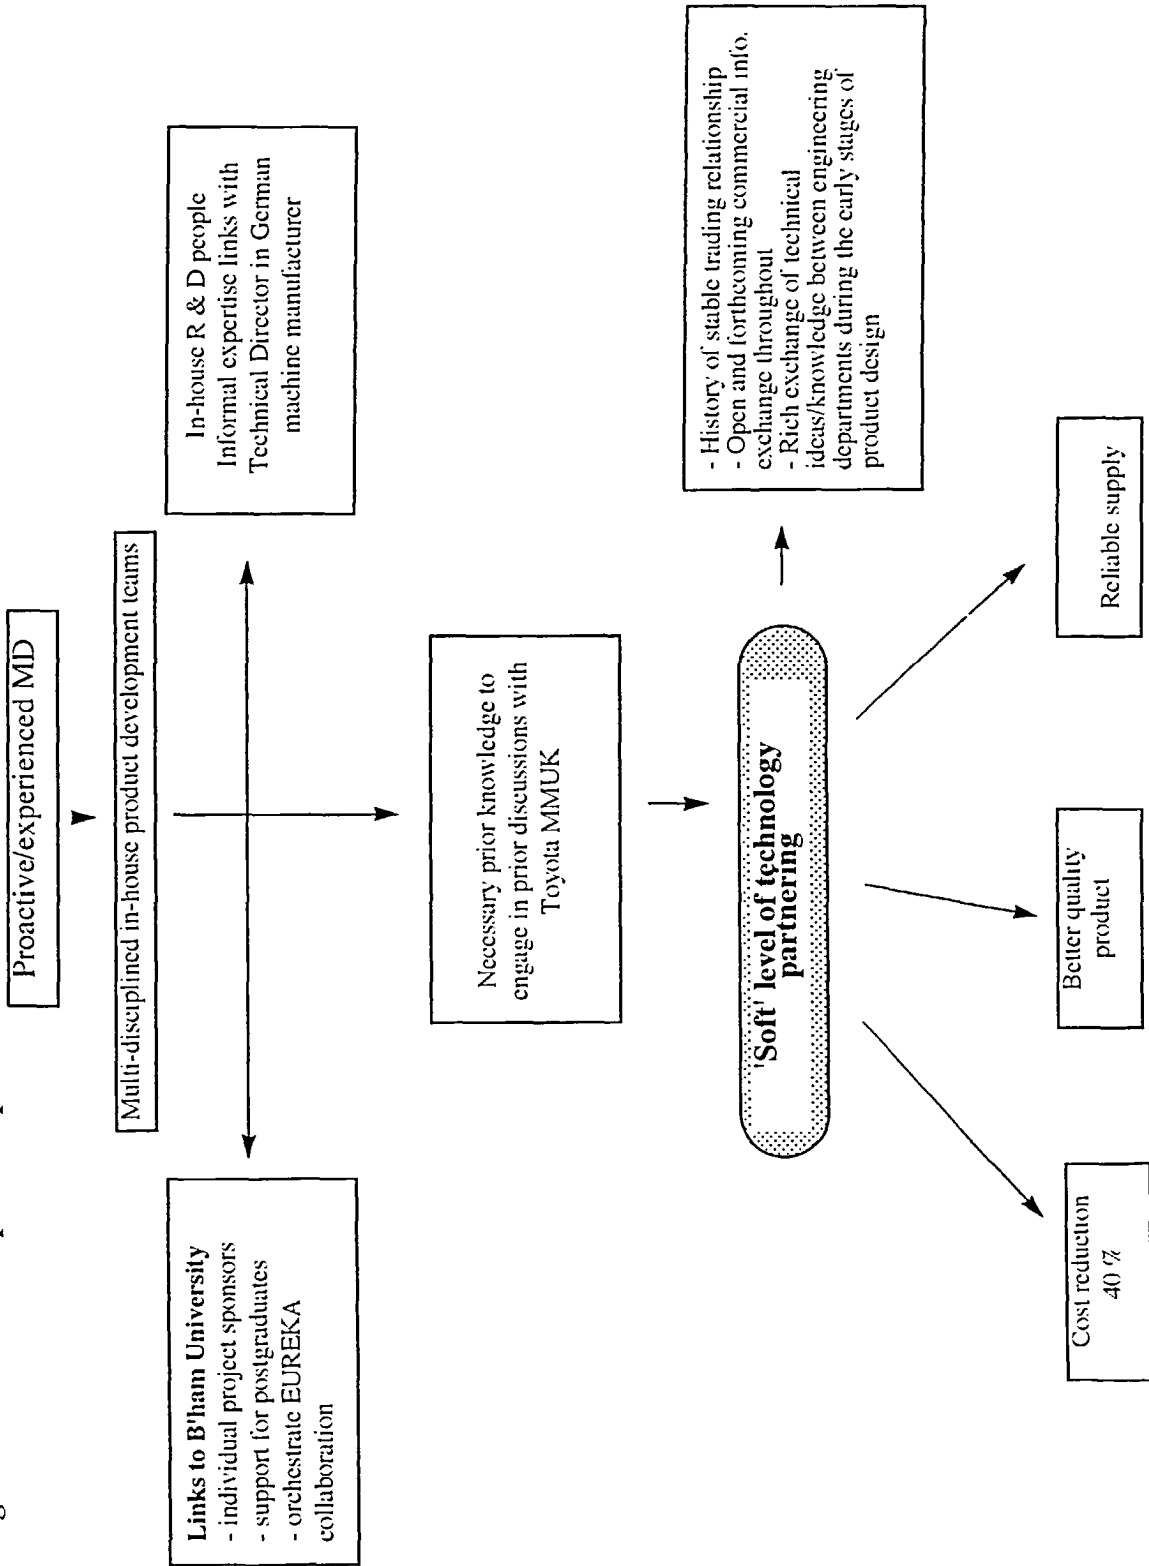 Proactive/experienced MD
Multi-disciplined in-house product development teams
Links to B'ham University
- individual project sponsors
- support for postgraduates
- orchestrate EUREKA
collaboration
In-house R & D people
Informal expertise links with
Technical Director in German
machine manufacturer
Necessary prior knowledge to
engage in prior discussions with
Toyota MMUK
'Soft' level of technology
partnering
- History of stable trading relationship
- Open and forthcoming commercial info.
exchange throughout
- Rich exchange of technical
ideas/knowledge between engineering
departments during the early stages of
product design
Cost reduction
40 %
Better quality
product
Reliable supply